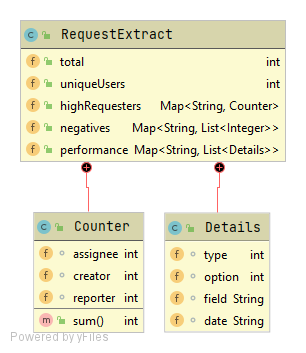 RequestExtract
total int
uniqueUsers int
highRequesters Map<String, Counter>
negatives Map<String, List<Integer>>
performance Map<String, List<Details>>
Counter
assignee int
creator int
reporter int
sum() int
Details
type int
option int
field String
date String
Powered by yFiles